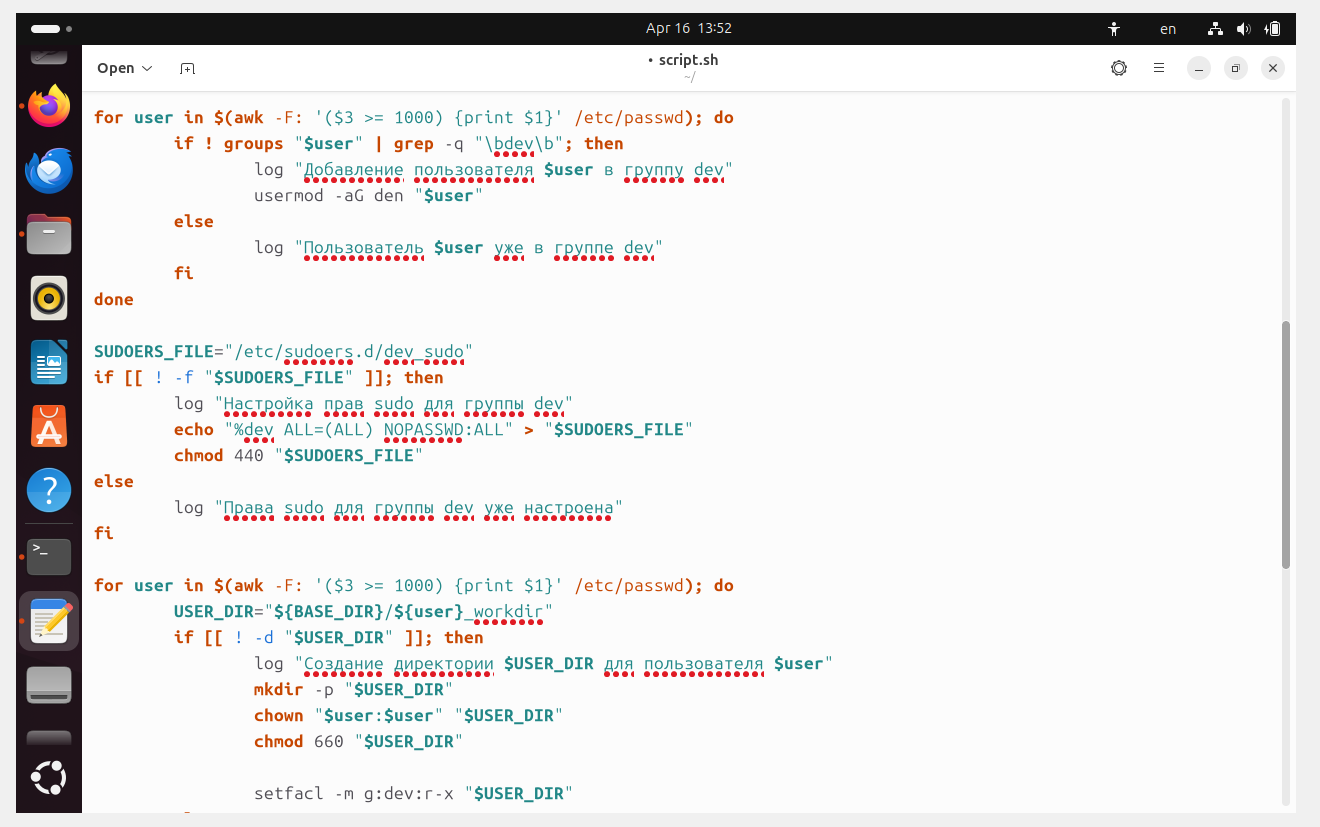 Apr 16 13:52
en
Open
• script.sh
~/
for user in $(awk -F: '($3 >= 1000) {print $1}' /etc/passwd); do
if ! groups "$user" | grep -q "\bdev\b"; then
log "Добавление пользователя $user в группу dev"
usermod -aG den "$user"
else
log "Пользователь $user уже в группе dev"
fi
done
SUDOERS_FILE="/etc/sudoers.d/dev_sudo"
if [[ ! -f "$SUDOERS_FILE" ]]; then
log "Настройка прав sudo для группы dev"
echo "%dev ALL=(ALL) NOPASSWD:ALL" > "$SUDOERS_FILE"
chmod 440 "$SUDOERS_FILE"
else
log "Права sudo для группы dev уже настроена"
fi
for user in $(awk -F: '($3 >= 1000) {print $1}' /etc/passwd); do
USER_DIR="${BASE_DIR}/${user}_workdir"
if [[ ! -d "$USER_DIR" ]]; then
log "Создание директории $USER_DIR для пользователя $user"
mkdir -p "$USER_DIR"
chown "$user:$user" "$USER_DIR"
chmod 660 "$USER_DIR"
setfacl -m g:dev:r-x "$USER_DIR"